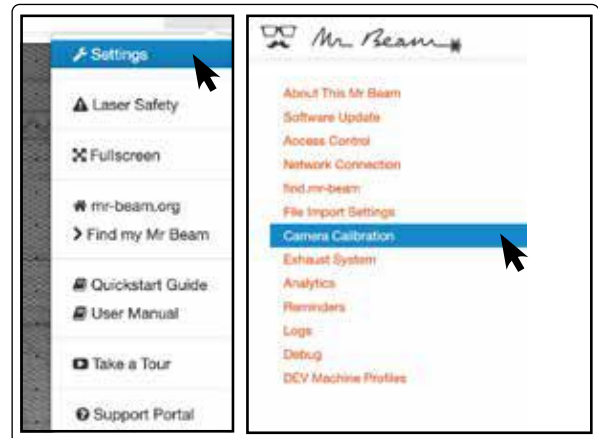 Settings
Laser Safety
Fullscreen
mr-beam.org
Find my Mr Beam
Quickstart Guide
User Manual
Take a Tour
Support Portal
Mr Beam
About This Mr Beam
Software Update
Access Control
Network Connection
find.mr-beam
File Import Settings
Camera Calibration
Exhaust System
Analytics
Reminders
Logs
Debug
DEV Machine Profiles